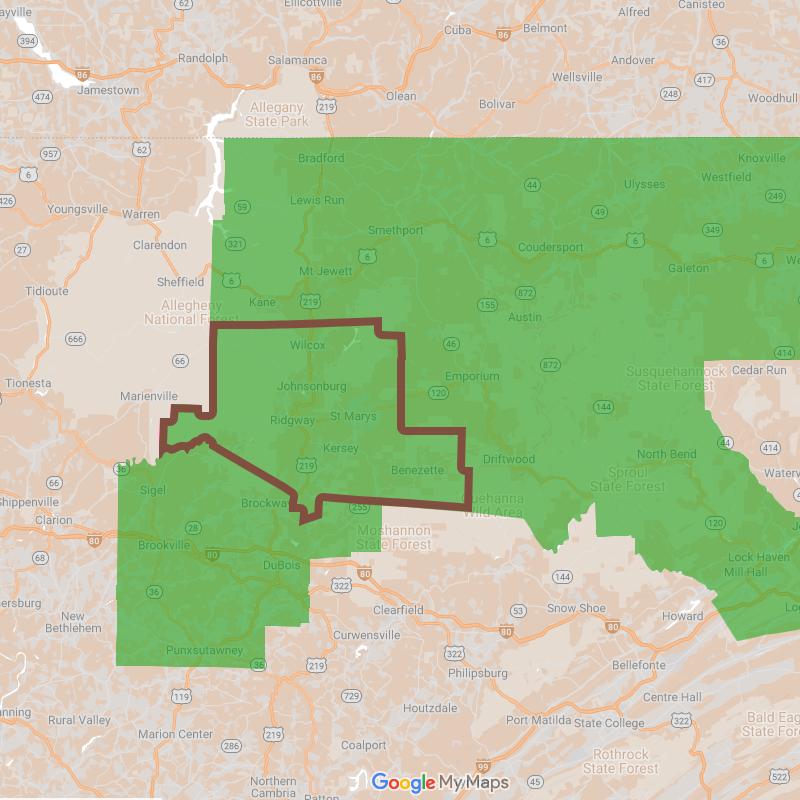 Ellicottville
Alfred
Canisteo
ayville
62
Cuba
86
Belmont
394
36
Randolph
Salamanca
Andover
86
86
Wellsville
417
Jamestown
474
Olean
248
Allegany
State Park
219
Bolivar
Woodhull
957
62
Bradford
Knoxville
6
44
Ulysses
Westfield
426
Lewis Run
249
Youngsville
59
49
Warren
Smethport
349
27
Clarendon
321
6
6
6
Coudersport
We
Mt Jewett
Galeton
Sheffield
6
Tidioute
Kane
219
872
Allegheny
National Forest
155
Austin
666
Wilcox
46
66
872
414
Susquehannock
State Forest
Cedar Run
Tionesta
Johnsonburg
Emporium
Marienville
120
144
St Marys
Ridgway
44
414
Kersey
Driftwood
North Bend
36
219
Benezette
Sproul
State Forest
Waterv
Sigel
66
Shippenville
Brockway
255
quehanna
Wild Area
Clarion
28
Moshannon
State Forest
120
80
Brookville
80
68
DuBois
Lock Haven
Mill Hall
80
322
144
36
ersburg
Clearfield
53
Snow Shoe
Lo
New
Bethlehem
Howard
Curwensville
80
80
Punxsutawney
322
36
219
Bellefonte
Philipsburg
119
729
Centre Hall
anning
Rural Valley
Houtzdale
Port Matilda
State College
322
Marion Center
219
Bald Eag
State Fores
286
Coalport
Rothrock
State Forest
99
522
Northern
Cambria
Google MyMaps
45
Patton